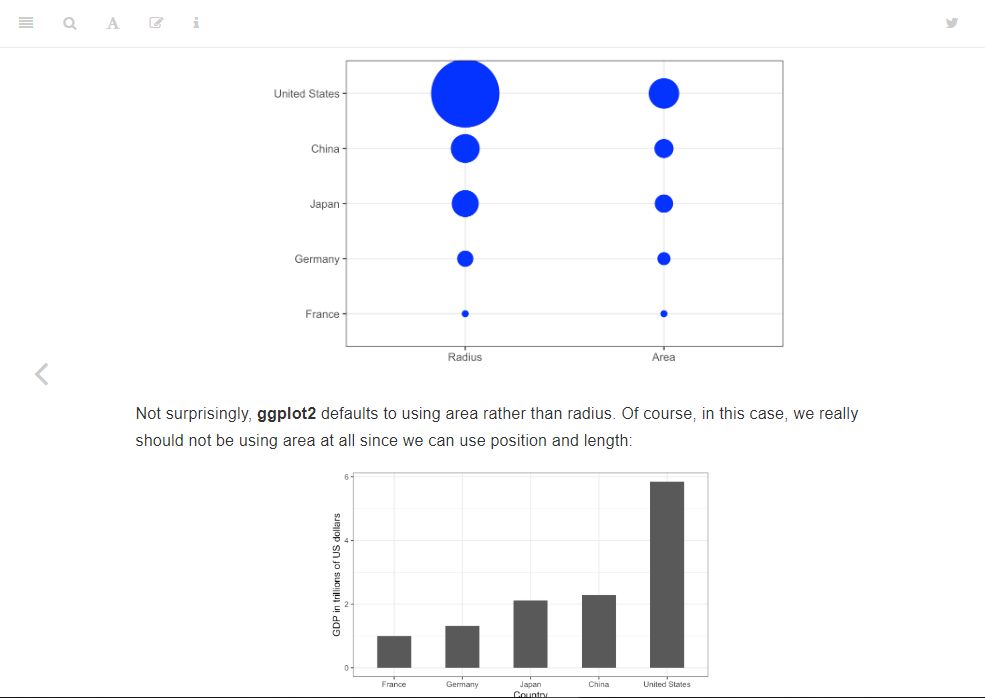 United States
China
Japan
Germany
France
Radius Area
Not surprisingly, ggplot2 defaults to using area rather than radius. Of course, in this case, we really
should not be using area at all since we can use position and length:
GDP in trillions of US dollars
6
4
2
0
France Germany Japan China United States
Country